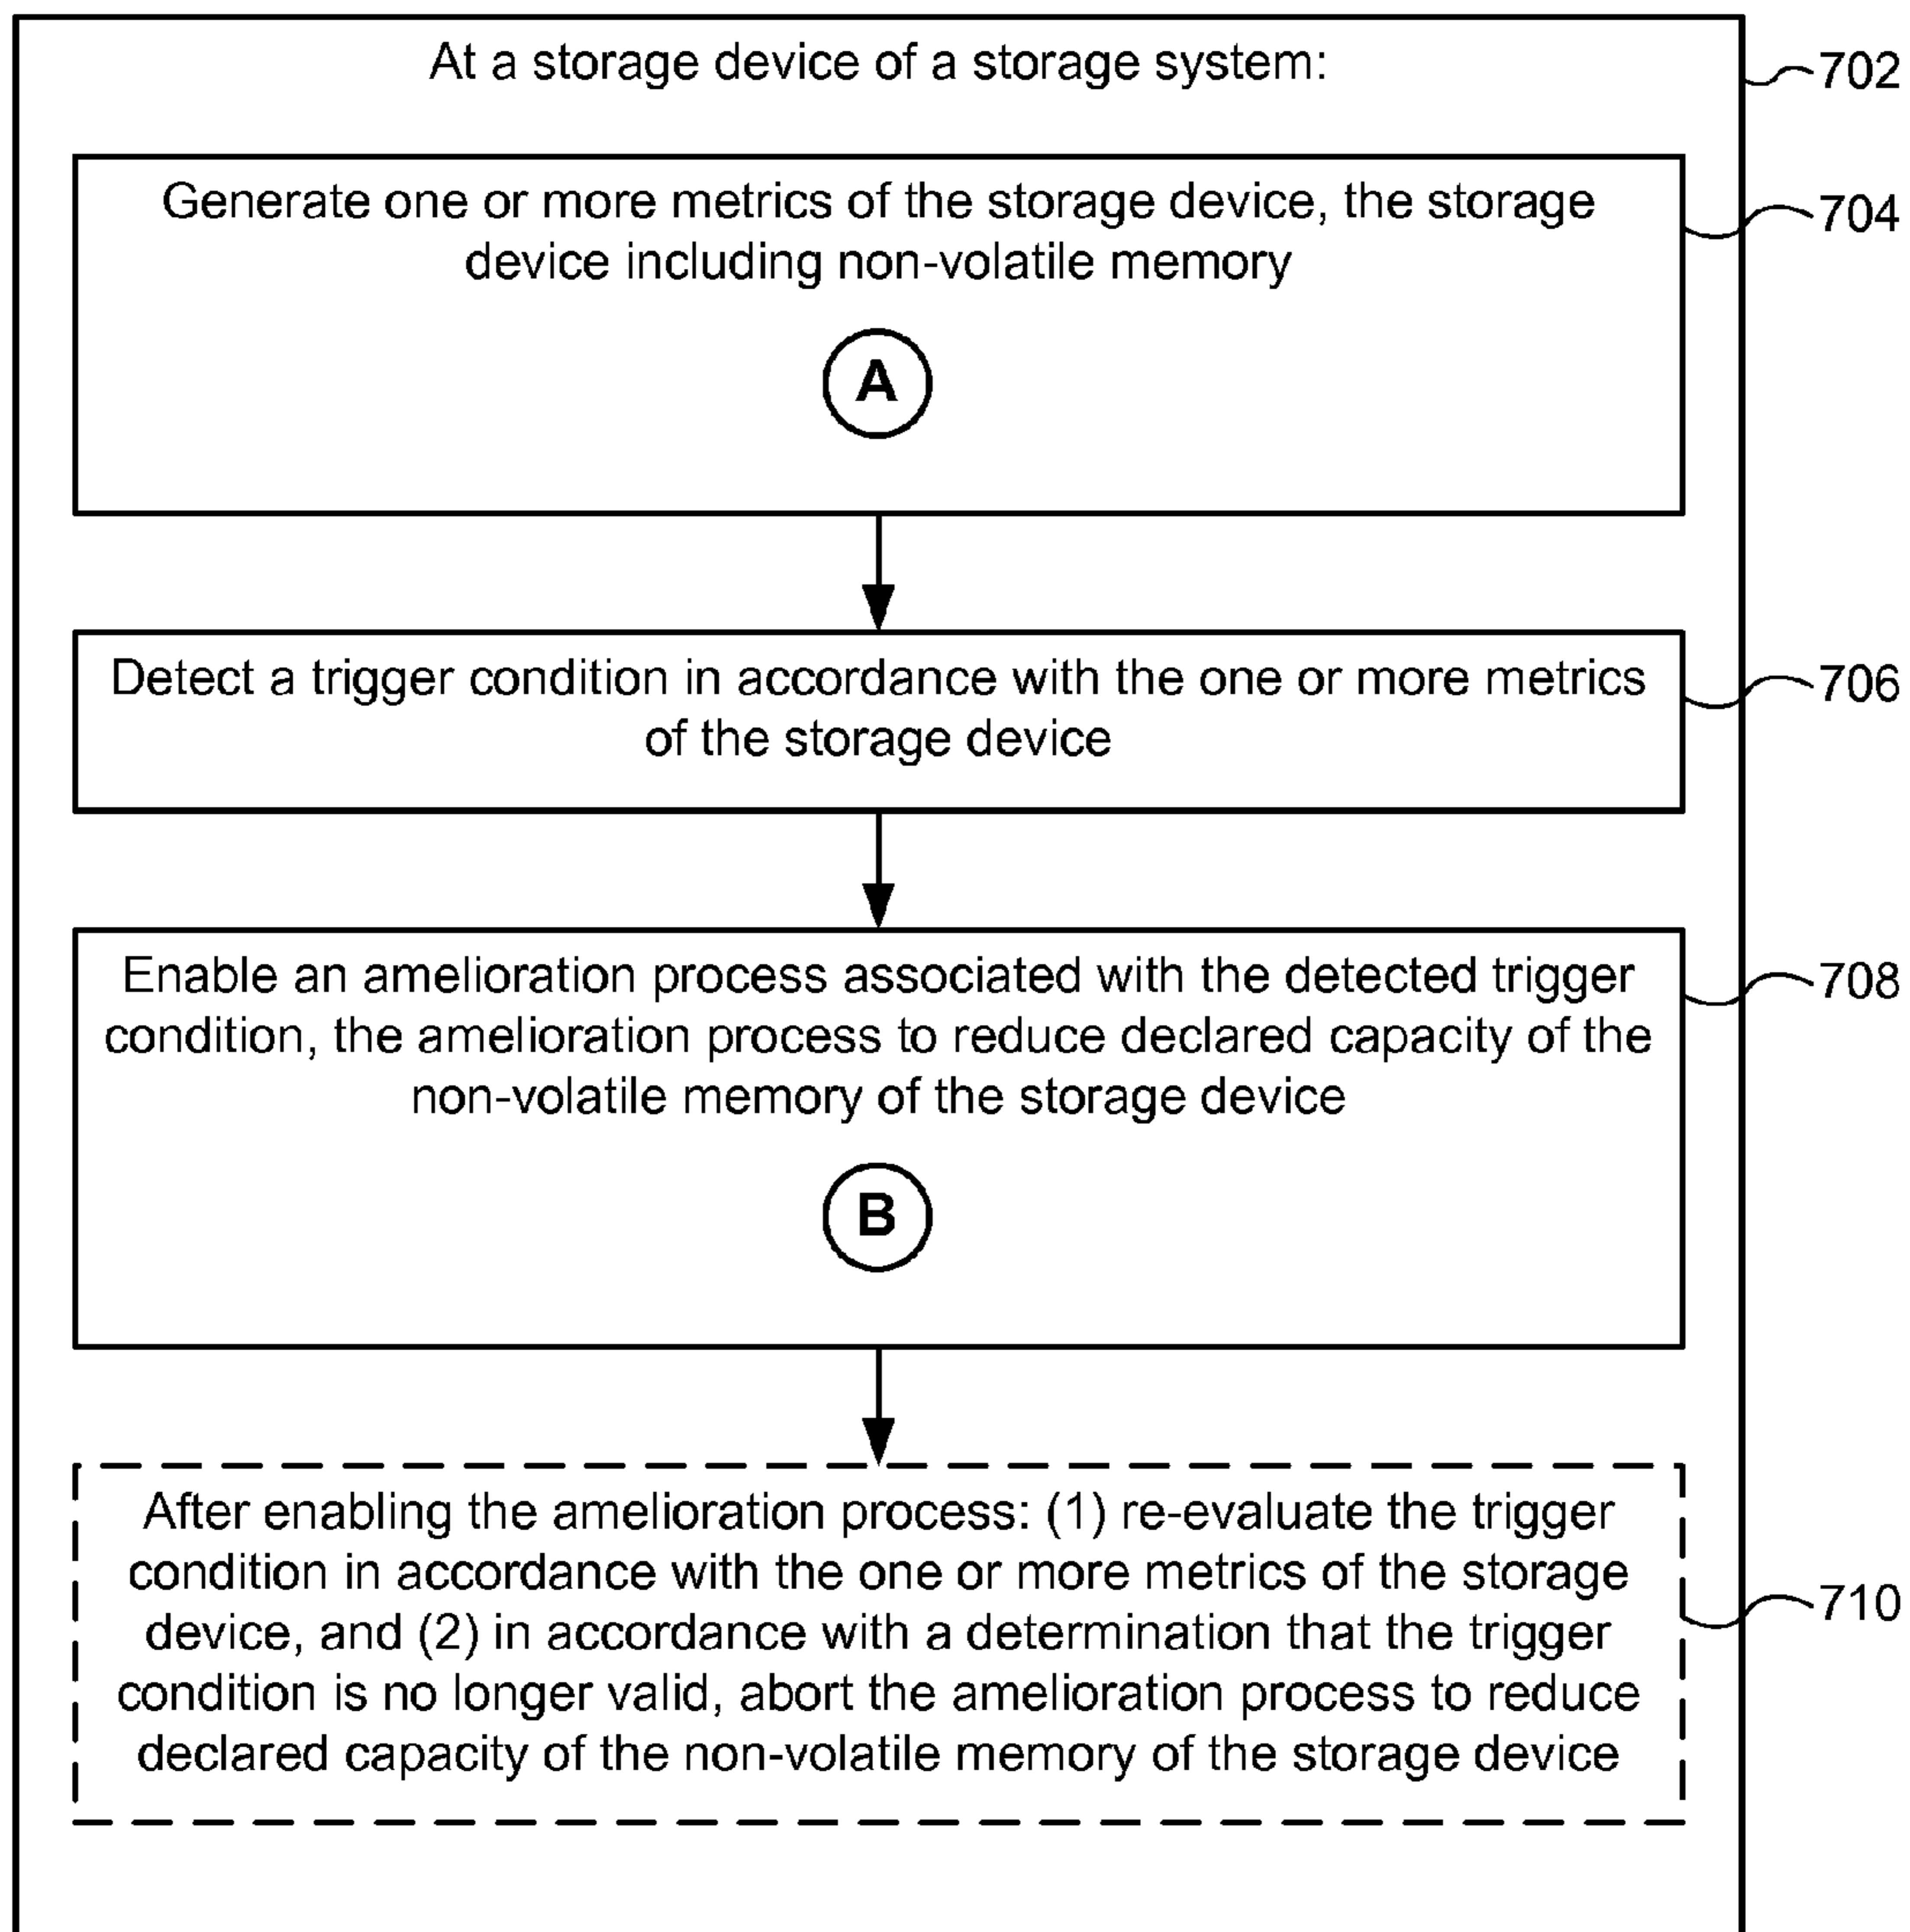 At a storage device of a storage system:
702
Generate one or more metrics of the storage device, the storage
device including non-volatile memory
704
A
Detect a trigger condition in accordance with the one or more metrics
of the storage device
706
Enable an amelioration process associated with the detected trigger
condition, the amelioration process to reduce declared capacity of the
non-volatile memory of the storage device
708
B
After enabling the amelioration process: (1) re-evaluate the trigger
condition in accordance with the one or more metrics of the storage
device, and (2) in accordance with a determination that the trigger
condition is no longer valid, abort the amelioration process to reduce
declared capacity of the non-volatile memory of the storage device
710